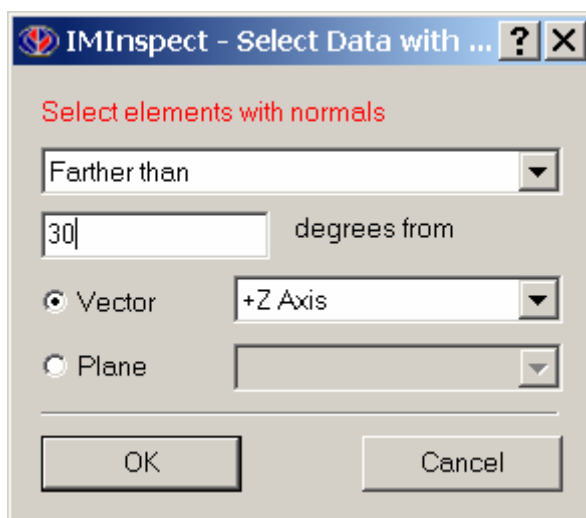 IMInspect - Select Data with ...
Select elements with normals
Farther than
30 degrees from
Vector +Z Axis
Plane
OK Cancel